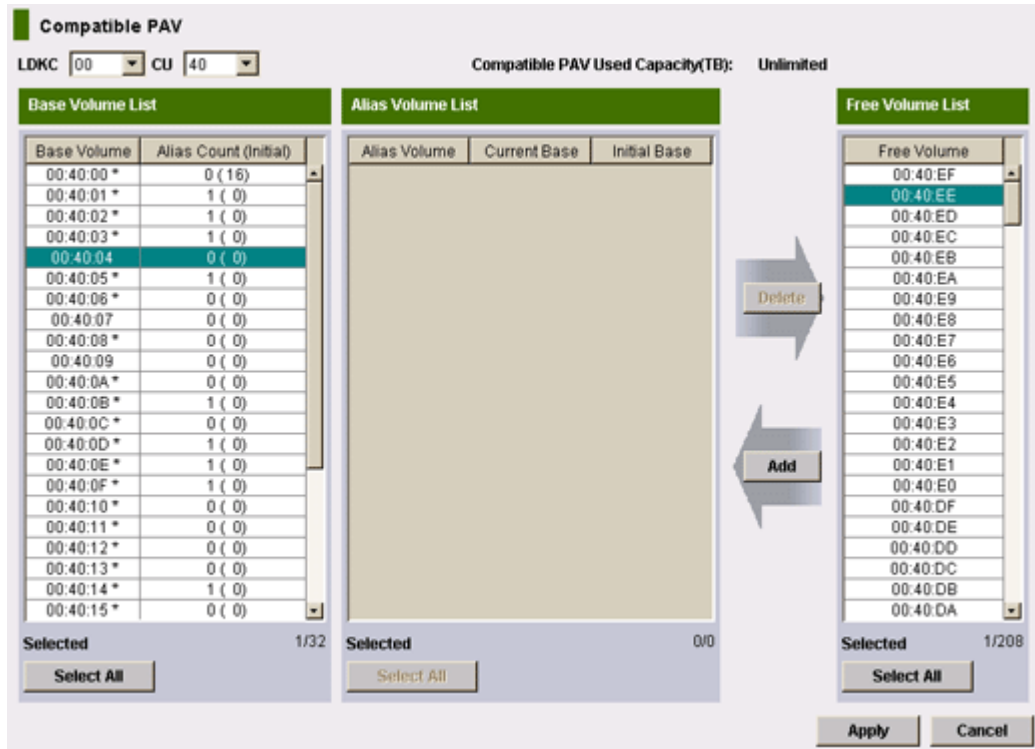 Compatible PAV
LDKC 00 CU 40 Compatible PAV Used Capacity(TB): Unlimited
Base Volume List
Base Volume Alias Count (Initial)
00:40:00 * 0 ( 16)
00:40:01 * 1 ( 0)
00:40:02 * 1 ( 0)
00:40:03 * 1 ( 0)
00:40:04 0 ( 0)
00:40:05 * 1 ( 0)
00:40:06 * 0 ( 0)
00:40:07 0 ( 0)
00:40:08 * 0 ( 0)
00:40:09 0 ( 0)
00:40:0A * 0 ( 0)
00:40:0B * 1 ( 0)
00:40:0C * 0 ( 0)
00:40:0D * 1 ( 0)
00:40:0E * 1 ( 0)
00:40:0F * 1 ( 0)
00:40:10 * 0 ( 0)
00:40:11 * 0 ( 0)
00:40:12 * 0 ( 0)
00:40:13 * 0 ( 0)
00:40:14 * 1 ( 0)
00:40:15 * 0 ( 0)
Selected 1/32
Select All
Alias Volume List
Alias Volume Current Base Initial Base
Selected 0/0
Select All
Delete
Add
Free Volume List
Free Volume
00:40:EF
00:40:EE
00:40:ED
00:40:EC
00:40:EB
00:40:EA
00:40:E9
00:40:E8
00:40:E7
00:40:E6
00:40:E5
00:40:E4
00:40:E3
00:40:E2
00:40:E1
00:40:E0
00:40:DF
00:40:DE
00:40:DD
00:40:DC
00:40:DB
00:40:DA
Selected 1/208
Select All
Apply Cancel